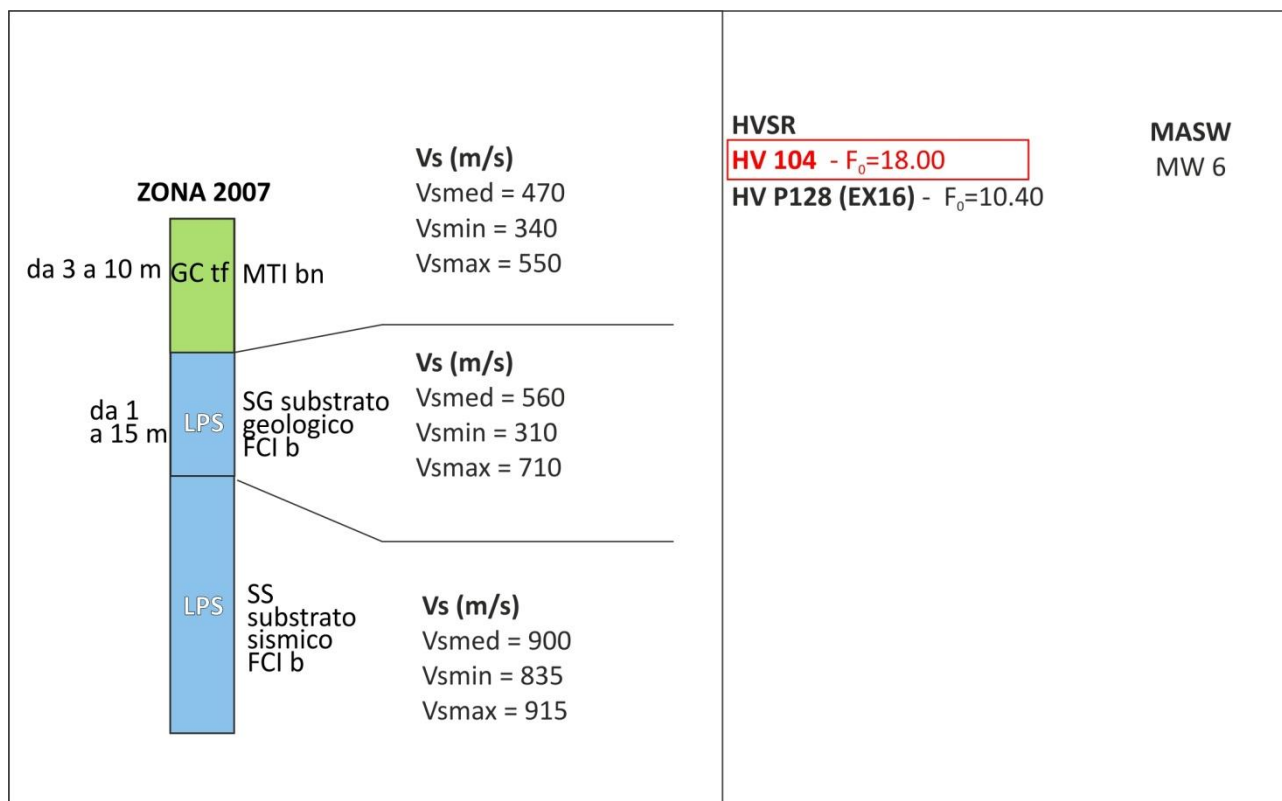 ZONA 2007
da 3 a 10 m
GC tf
MTI bn
Vs (m/s)
Vsmed = 470
Vsmin = 340
Vsmax = 550
da 1
a 15 m
LPS
SG substrato
geologico
FCI b
Vs (m/s)
Vsmed = 560
Vsmin = 310
Vsmax = 710
LPS
SS
substrato
sismico
FCI b
Vs (m/s)
Vsmed = 900
Vsmin = 835
Vsmax = 915
HVSR
HV 104 - F₀=18.00
HV P128 (EX16) - F₀=10.40
MASW
MW 6